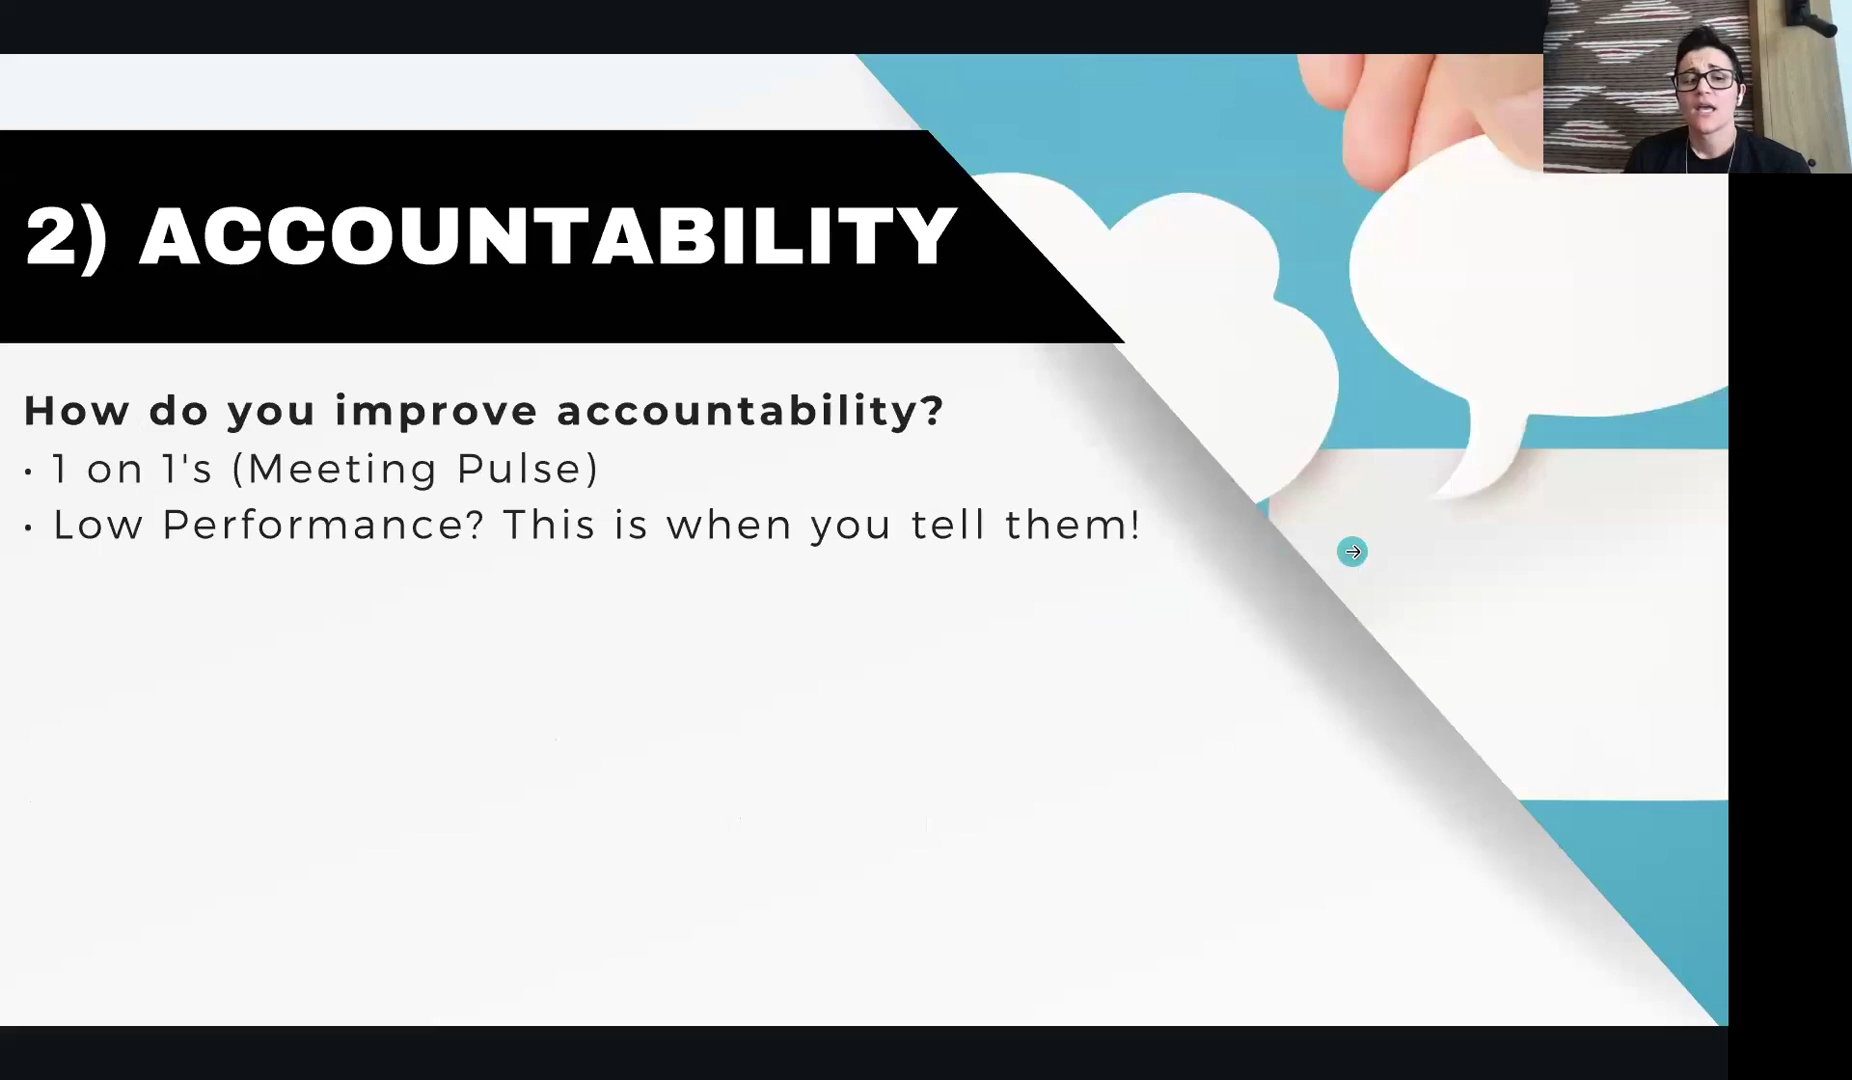 2) ACCOUNTABILITY
How do you improve accountability?
• 1 on 1's (Meeting Pulse)
• Low Performance? This is when you tell them!